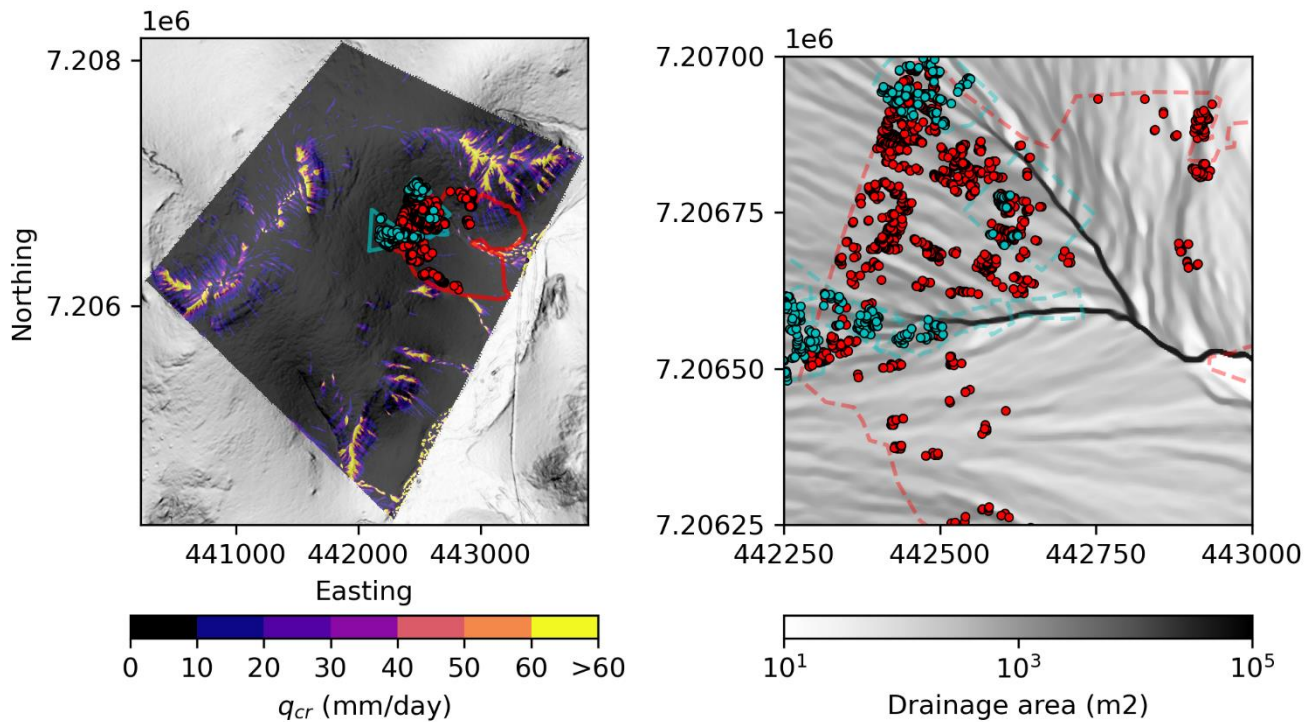 1e6
7.208
7.206
Northing
441000 442000 443000
Easting
0 10 20 30 40 50 60 >60
q_cr (mm/day)
1e6
7.20700
7.20675
7.20650
7.20625
442250 442500 442750 443000
10^1 10^3 10^5
Drainage area (m2)